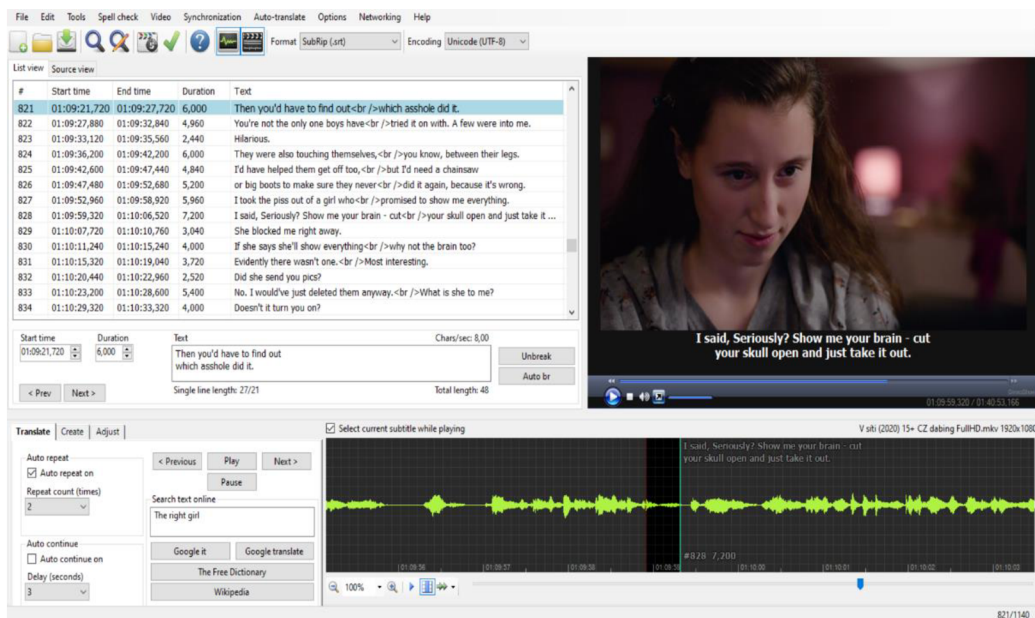 File Edit Tools Spell check Video Synchronization Auto-translate Options Networking Help
Format SubRip (.srt) Encoding Unicode (UTF-8)
List view Source view
# Start time End time Duration Text
821 01:09:21,720 01:09:27,720 6,000 Then you'd have to find out<br />which asshole did it.
822 01:09:27,880 01:09:32,840 4,960 You're not the only one boys have<br />tried it on with. A few were into me.
823 01:09:33,120 01:09:35,560 2,440 Hilarious.
824 01:09:36,200 01:09:42,200 6,000 They were also touching themselves,<br />you know, between their legs.
825 01:09:42,600 01:09:47,440 4,840 I'd have helped them get off too,<br />but I'd need a chainsaw
826 01:09:47,480 01:09:52,680 5,200 or big boots to make sure they never<br />did it again, because it's wrong.
827 01:09:52,960 01:09:58,920 5,960 I took the piss out of a girl who<br />promised to show me everything.
828 01:09:59,320 01:10:06,520 7,200 I said, Seriously? Show me your brain - cut<br />your skull open and just take it ...
829 01:10:07,720 01:10:10,760 3,040 She blocked me right away.
830 01:10:11,240 01:10:15,240 4,000 If she says she'll show everything<br />why not the brain too?
831 01:10:15,320 01:10:19,040 3,720 Evidently there wasn't one.<br />Most interesting.
832 01:10:20,440 01:10:22,960 2,520 Did she send you pics?
833 01:10:23,200 01:10:28,600 5,400 No. I would've just deleted them anyway.<br />What is she to me?
834 01:10:29,320 01:10:33,320 4,000 Doesn't it turn you on?
Start time Duration Text Chars/sec: 8,00
01:09:21,720 6,000 Then you'd have to find out
which asshole did it.
Unbreak
Auto br
< Prev Next > Single line length: 27/21 Total length: 48
I said, Seriously? Show me your brain - cut
your skull open and just take it out.
01:09:59,320 / 01:40:53,166
Translate Create Adjust
Select current subtitle while playing V siti (2020) 15+ CZ dabing FullHD.mkv 1920x1080
Auto repeat
Auto repeat on
Repeat count (times)
2
< Previous Play Next >
Pause
Search text online
The right girl
Auto continue
Auto continue on
Delay (seconds)
3
Google it Google translate
The Free Dictionary
Wikipedia
I said, Seriously? Show me your brain - cut
your skull open and just take it out.
#828 7,200
01:09:56 01:09:57 01:09:58 01:09:59 01:10:00 01:10:01 01:10:02 01:10:03
100%
821/1140